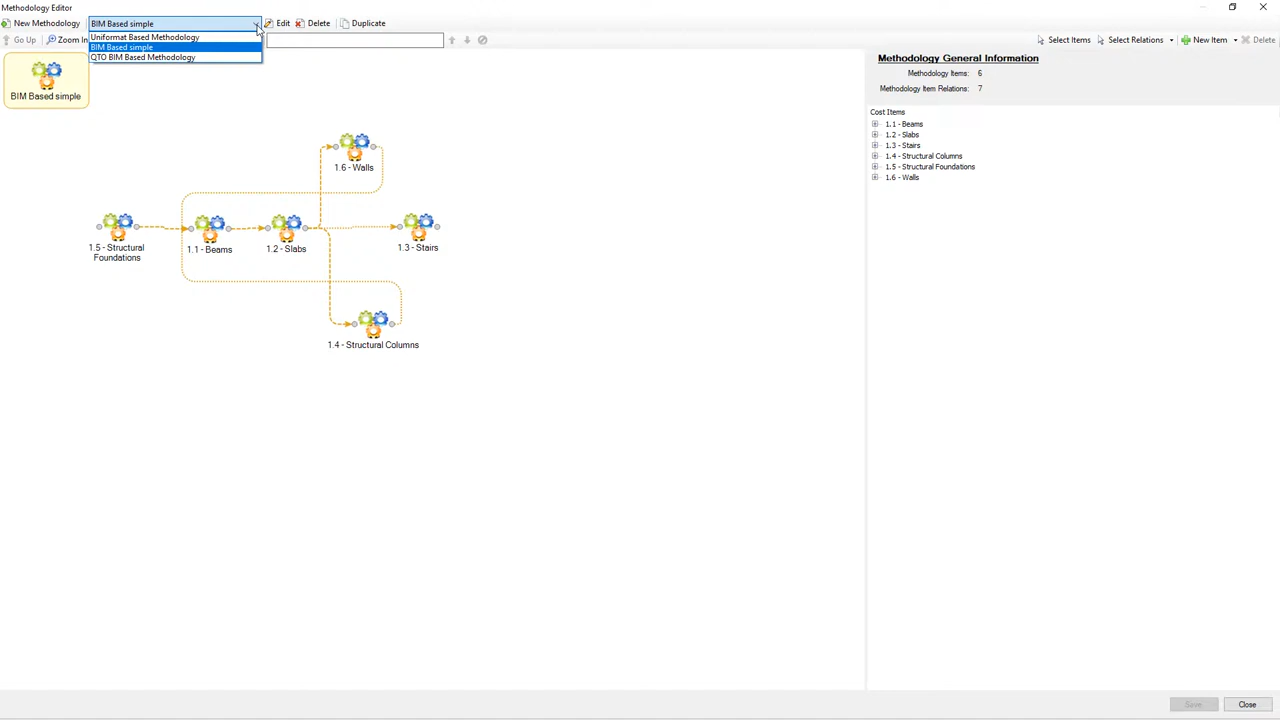 Methodology Editor
New Methodology
BIM Based simple
Edit
Delete
Duplicate
Uniformat Based Methodology
BIM Based simple
QTO BIM Based Methodology
Go Up
Zoom In
Select Items
Select Relations
New Item
Delete
BIM Based simple
1.6 - Walls
1.5 - Structural
Foundations
1.1 - Beams
1.2 - Slabs
1.3 - Stairs
1.4 - Structural Columns
Methodology General Information
Methodology Items: 6
Methodology Item Relations: 7
Cost Items
1.1 - Beams
1.2 - Slabs
1.3 - Stairs
1.4 - Structural Columns
1.5 - Structural Foundations
1.6 - Walls
Save
Close